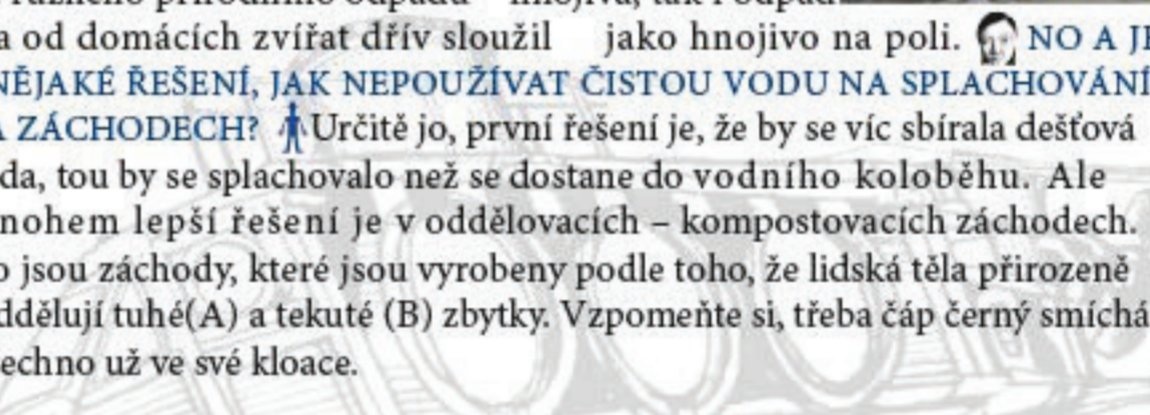 a od domácích zvířat dřív sloužil jako hnojivo na poli. NO A JE
NĚJAKÉ ŘEŠENÍ, JAK NEPOUŽÍVAT ČISTOU VODU NA SPLACHOVÁNÍ
A ZÁCHODECH? Určitě jo, první řešení je, že by se víc sbírala dešťová
da, tou by se splachovalo než se dostane do vodního koloběhu. Ale
nohem lepší řešení je v oddělovacích – kompostovacích záchodech.
o jsou záchody, které jsou vyrobeny podle toho, že lidská těla přirozeně
ddělují tuhé(A) a tekuté (B) zbytky. Vzpomeňte si, třeba čáp černý smíchá
echno už ve své kloace.